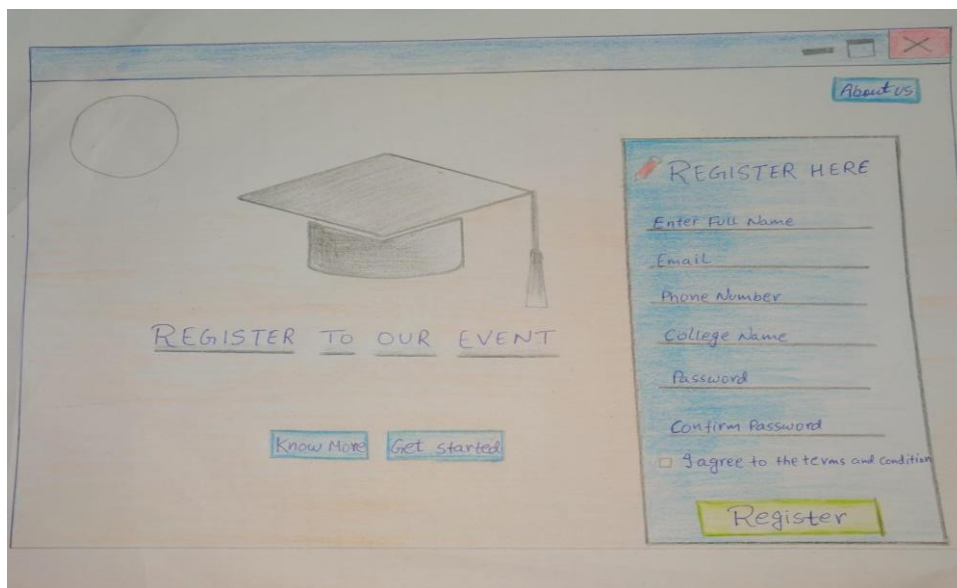 About us
REGISTER HERE
Enter Full Name
Email
Phone Number
College Name
Password
Confirm Password
I agree to the terms and condition
Register
REGISTER TO OUR EVENT
Know More
Get started